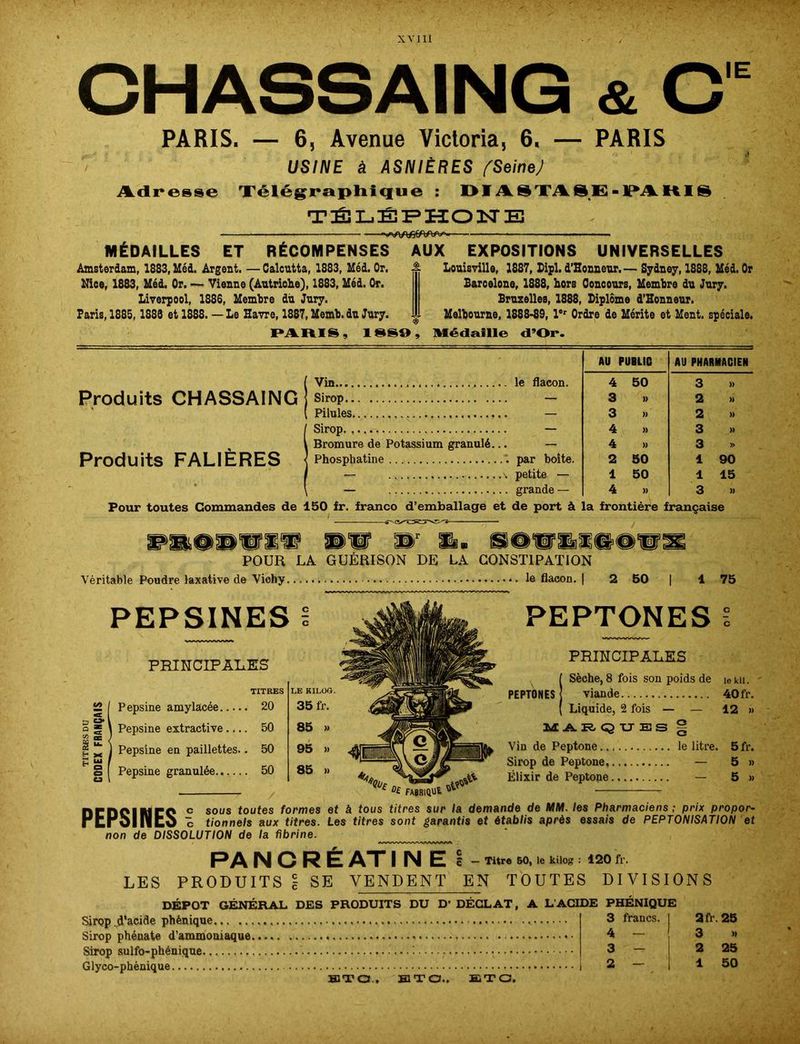 XVIII
CHASSAING & CIE
PARIS. — 6, Avenue Victoria, 6. — PARIS
USINE à ASNIÈRES (Seine)
Adresse Télégraphique : DIASTASE-PARIS
TÉLÉPHONE
MÉDAILLES ET RÉCOMPENSES AUX EXPOSITIONS UNIVERSELLES
Amsterdam, 1883, Méd. Argent. — Calcutta, 1883, Méd. Or.
Nice, 1883, Méd. Or. — Vienne (Autriche), 1883, Méd. Or.
Liverpool, 1886, Membre du Jury.
Paris, 1885, 1886 et 1888. — Le Havre, 1887, Memb. du Jury.
Louisville, 1887, Dipl. d'Honneur. — Sydney, 1888, Méd. Or
Barcelone, 1888, hors Concours, Membre du Jury.
Bruxelles, 1888, Diplôme d'Honneur.
Melbourne, 1888-89, 1er Ordre de Mérite et Ment. spéciale.
PARIS, 1889, Médaille d'Or.
AU PUBLIC AU PHARMACIEN
Produits CHASSAING
Vin... le flacon. 4 50 3 »
Sirop... — 3 » 2 »
Pilules... — 3 » 2 »
Produits FALIÈRES
Sirop... — 4 » 3 »
Bromure de Potassium granulé... — 4 » 3 »
Phosphatine... par boîte. 2 50 1 90
— ... petite — 1 50 1 15
— ... grande — 4 » 3 »
Pour toutes Commandes de 150 fr. franco d'emballage et de port à la frontière française
PRODUIT DU Dr L. SOULIGOUX
POUR LA GUÉRISON DE LA CONSTIPATION
Véritable Poudre laxative de Vichy... le flacon. | 2 50 | 1 75
PEPSINES C C
PRINCIPALES
TITRES LE KILOG.
TITRES DU CODEX FRANÇAIS
Pepsine amylacée..... 20 35 fr.
Pepsine extractive.... 50 85 »
Pepsine en paillettes.. 50 95 »
Pepsine granulée...... 50 85 »
C C
MARQUE DE FABRIQUE DÉPOSÉE
PEPTONES C C
PRINCIPALES
PEPTONES
Sèche, 8 fois son poids de le kil.
viande... 40 fr.
Liquide, 2 fois — — 12 »
MARQUES C C
Vin de Peptone... le litre. 5 fr.
Sirop de Peptone... — 5 »
Élixir de Peptone... — 5 »
PEPSINES C C sous toutes formes et à tous titres sur la demande de MM. les Pharmaciens ; prix propor-
tionnels aux titres. Les titres sont garantis et établis après essais de PEPTONISATION et
non de DISSOLUTION de la fibrine.
PANCRÉATINE C C — Titre 50, le kilog : 120 fr.
LES PRODUITS C C SE VENDENT EN TOUTES DIVISIONS
DÉPOT GÉNÉRAL DES PRODUITS DU Dr DÉCLAT, A L'ACIDE PHÉNIQUE
Sirop d'acide phénique... 3 francs. 2 fr. 25
Sirop phénate d'ammoniaque... 4 — 3 »
Sirop sulfo-phénique... 3 — 2 25
Glyco-phénique... 2 — 1 50
ETC., ETC., ETC.